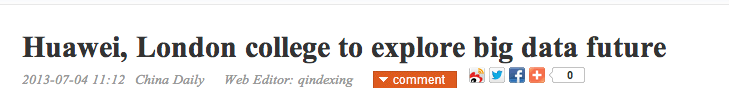 Huawei, London college to explore big data future
2013-07-04 11:12 China Daily Web Editor: qindexing comment 0